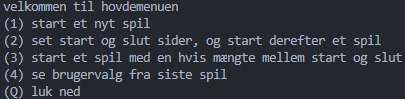 velkommen til hovdemenuen
(1) start et nyt spil
(2) set start og slut sider, og start derefter et spil
(3) start et spil med en hvis mængte mellem start og slut
(4) se brugervalg fra siste spil
(Q) luk ned